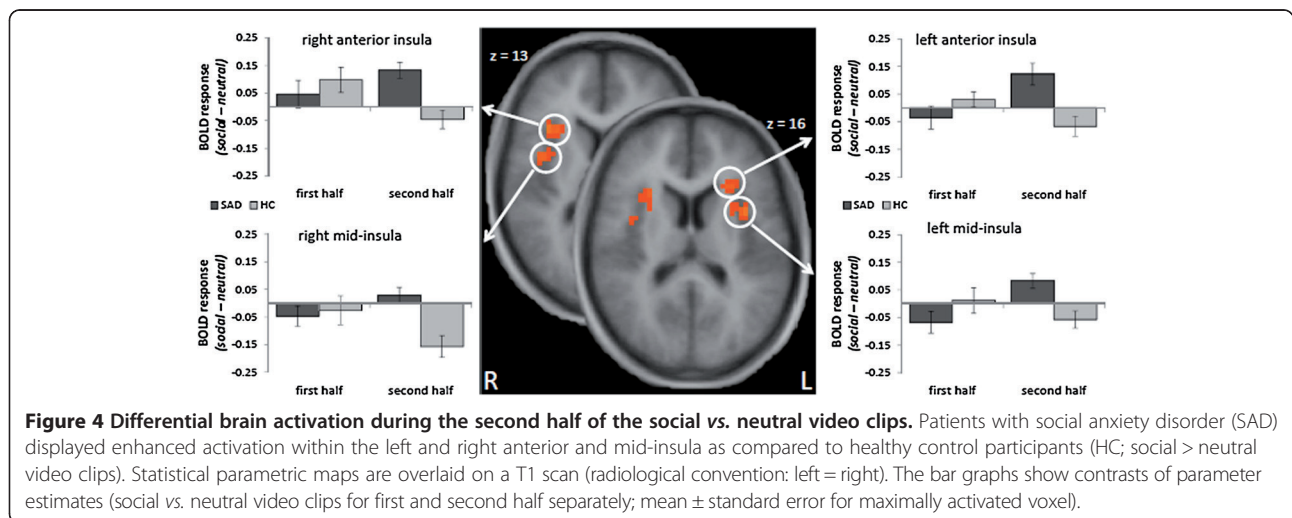 right anterior insula
0.25
0.15
0.05
-0.05
-0.15
-0.25
BOLD response
(social – neutral)
first half
second half
SAD HC
right mid-insula
0.25
0.15
0.05
-0.05
-0.15
-0.25
BOLD response
(social – neutral)
first half
second half
z = 13
z = 16
R
L
left anterior insula
0.25
0.15
0.05
-0.05
-0.15
-0.25
BOLD response
(social – neutral)
first half
second half
SAD HC
left mid-insula
0.25
0.15
0.05
-0.05
-0.15
-0.25
BOLD response
(social – neutral)
first half
second half
Figure 4 Differential brain activation during the second half of the social vs. neutral video clips. Patients with social anxiety disorder (SAD)
displayed enhanced activation within the left and right anterior and mid-insula as compared to healthy control participants (HC; social > neutral
video clips). Statistical parametric maps are overlaid on a T1 scan (radiological convention: left = right). The bar graphs show contrasts of parameter
estimates (social vs. neutral video clips for first and second half separately; mean ± standard error for maximally activated voxel).